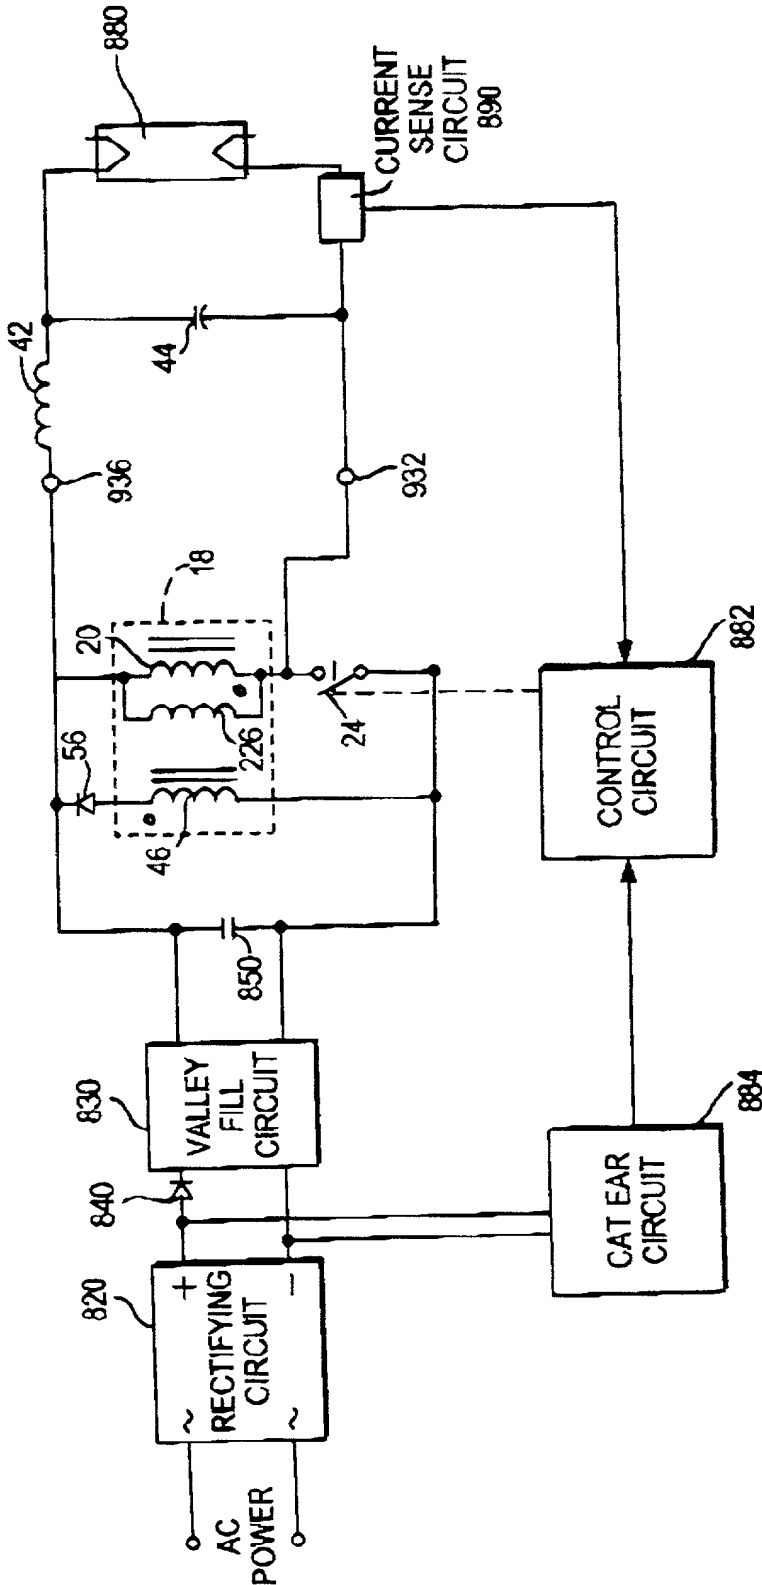 880
CURRENT
SENSE
CIRCUIT
890
42
44
936
932
18
20
226
24
56
46
850
882
CONTROL
CIRCUIT
830
VALLEY
FILL
CIRCUIT
840
820
+
−
RECTIFYING
CIRCUIT
~
~
AC
POWER
CAT EAR
CIRCUIT
884